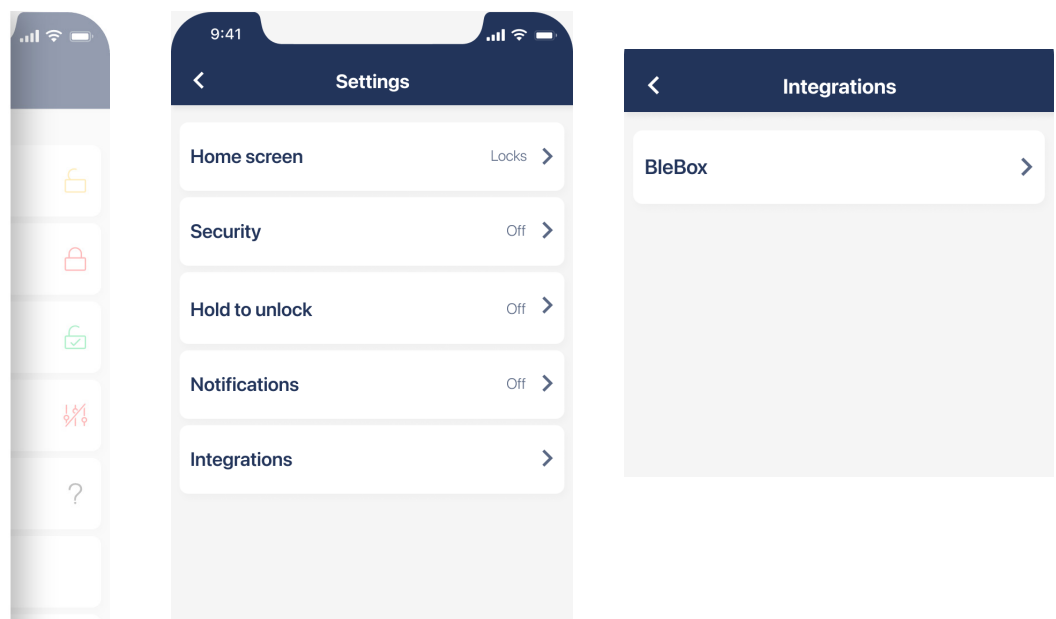 9:41
Settings
Home screen Locks
Security Off
Hold to unlock Off
Notifications Off
Integrations
Integrations
BleBox
?